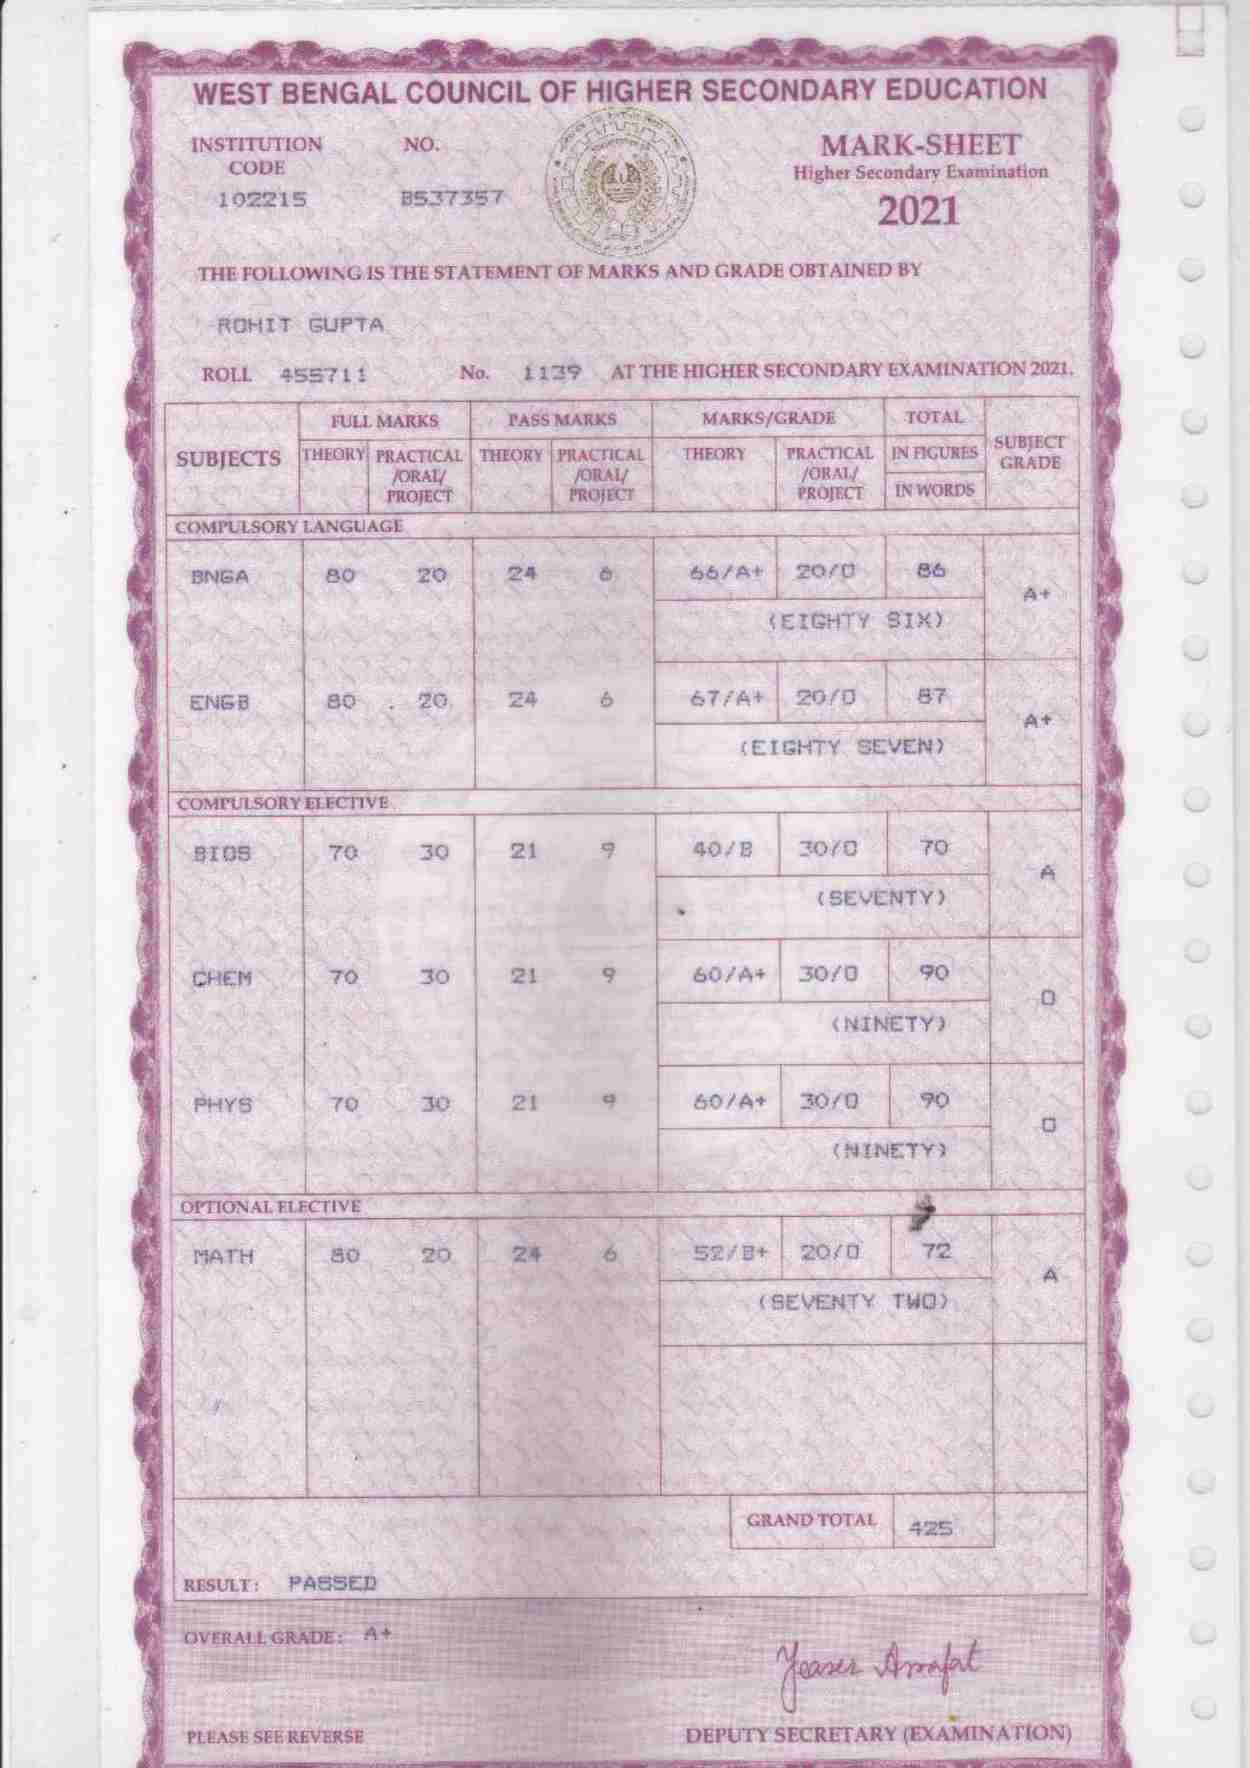 WEST BENGAL COUNCIL OF HIGHER SECONDARY EDUCATION
INSTITUTION CODE NO. MARK-SHEET
Higher Secondary Examination
102215 B537357 2021
THE FOLLOWING IS THE STATEMENT OF MARKS AND GRADE OBTAINED BY
ROHIT GUPTA
ROLL 455711 No. 1139 AT THE HIGHER SECONDARY EXAMINATION 2021.
SUBJECTS FULL MARKS PASS MARKS MARKS/GRADE TOTAL SUBJECT GRADE
THEORY PRACTICAL /ORAL/ PROJECT THEORY PRACTICAL /ORAL/ PROJECT THEORY PRACTICAL /ORAL/ PROJECT IN FIGURES
IN WORDS
COMPULSORY LANGUAGE
BNGA 80 20 24 6 66/A+ 20/O 86 A+
(EIGHTY SIX)
ENGB 80 20 24 6 67/A+ 20/O 87 A+
(EIGHTY SEVEN)
COMPULSORY ELECTIVE
BIOS 70 30 21 9 40/B 30/O 70 A
(SEVENTY)
CHEM 70 30 21 9 60/A+ 30/O 90 O
(NINETY)
PHYS 70 30 21 9 60/A+ 30/O 90 O
(NINETY)
OPTIONAL ELECTIVE
MATH 80 20 24 6 52/B+ 20/O 72 A
(SEVENTY TWO)
GRAND TOTAL 425
RESULT: PASSED
OVERALL GRADE: A+
Yeaser Arrafat
PLEASE SEE REVERSE DEPUTY SECRETARY (EXAMINATION)